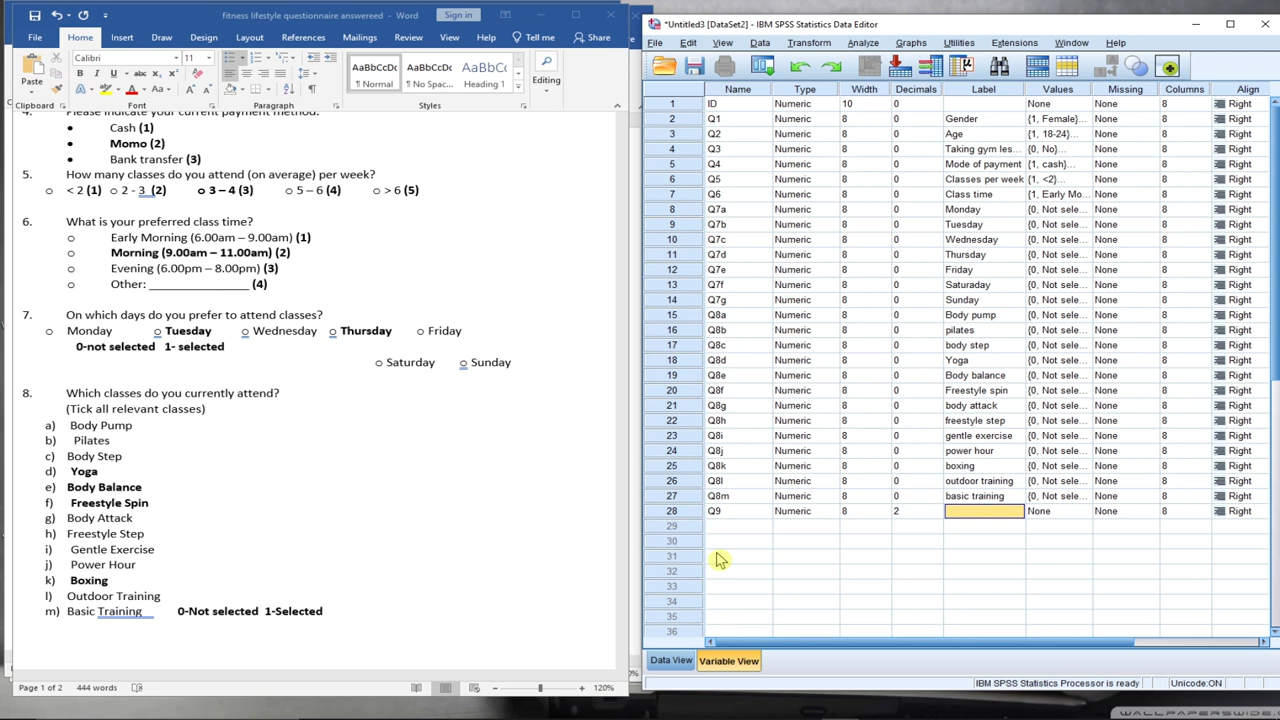 fitness lifestyle questionnaire answereed - Word
Sign in
File Home Insert Draw Design Layout References Mailings Review View Help Tell me Share
Paste
Calibri 11
AaBbCcDc AaBbCcDc AaBbCc
¶ Normal ¶ No Spac... Heading 1
Editing
Clipboard Font Paragraph Styles
4. Please indicate your current payment method:
• Cash (1)
• Momo (2)
• Bank transfer (3)
5. How many classes do you attend (on average) per week?
o < 2 (1) o 2 - 3 (2) o 3 – 4 (3) o 5 – 6 (4) o > 6 (5)
6. What is your preferred class time?
o Early Morning (6.00am – 9.00am) (1)
o Morning (9.00am – 11.00am) (2)
o Evening (6.00pm – 8.00pm) (3)
o Other: _________________ (4)
7. On which days do you prefer to attend classes?
o Monday o Tuesday o Wednesday o Thursday o Friday
0-not selected 1- selected
o Saturday o Sunday
8. Which classes do you currently attend?
(Tick all relevant classes)
a) Body Pump
b) Pilates
c) Body Step
d) Yoga
e) Body Balance
f) Freestyle Spin
g) Body Attack
h) Freestyle Step
i) Gentle Exercise
j) Power Hour
k) Boxing
l) Outdoor Training
m) Basic Training 0-Not selected 1-Selected
Page 1 of 2 444 words 120%
*Untitled3 [DataSet2] - IBM SPSS Statistics Data Editor
File Edit View Data Transform Analyze Graphs Utilities Extensions Window Help
Name Type Width Decimals Label Values Missing Columns Align
1 ID Numeric 10 0 None None 8 Right
2 Q1 Numeric 8 0 Gender {1, Female}... None 8 Right
3 Q2 Numeric 8 0 Age {1, 18-24}... None 8 Right
4 Q3 Numeric 8 0 Taking gym les... {0, No}... None 8 Right
5 Q4 Numeric 8 0 Mode of payment {1, cash}... None 8 Right
6 Q5 Numeric 8 0 Classes per week {1, <2}... None 8 Right
7 Q6 Numeric 8 0 Class time {1, Early Mo... None 8 Right
8 Q7a Numeric 8 0 Monday {0, Not sele... None 8 Right
9 Q7b Numeric 8 0 Tuesday {0, Not sele... None 8 Right
10 Q7c Numeric 8 0 Wednesday {0, Not sele... None 8 Right
11 Q7d Numeric 8 0 Thursday {0, Not sele... None 8 Right
12 Q7e Numeric 8 0 Friday {0, Not sele... None 8 Right
13 Q7f Numeric 8 0 Saturaday {0, Not sele... None 8 Right
14 Q7g Numeric 8 0 Sunday {0, Not sele... None 8 Right
15 Q8a Numeric 8 0 Body pump {0, Not sele... None 8 Right
16 Q8b Numeric 8 0 pilates {0, Not sele... None 8 Right
17 Q8c Numeric 8 0 body step {0, Not sele... None 8 Right
18 Q8d Numeric 8 0 Yoga {0, Not sele... None 8 Right
19 Q8e Numeric 8 0 Body balance {0, Not sele... None 8 Right
20 Q8f Numeric 8 0 Freestyle spin {0, Not sele... None 8 Right
21 Q8g Numeric 8 0 body attack {0, Not sele... None 8 Right
22 Q8h Numeric 8 0 freestyle step {0, Not sele... None 8 Right
23 Q8i Numeric 8 0 gentle exercise {0, Not sele... None 8 Right
24 Q8j Numeric 8 0 power hour {0, Not sele... None 8 Right
25 Q8k Numeric 8 0 boxing {0, Not sele... None 8 Right
26 Q8l Numeric 8 0 outdoor training {0, Not sele... None 8 Right
27 Q8m Numeric 8 0 basic training {0, Not sele... None 8 Right
28 Q9 Numeric 8 2 None None 8 Right
29
30
31
32
33
34
35
36
Data View Variable View
IBM SPSS Statistics Processor is ready Unicode:ON